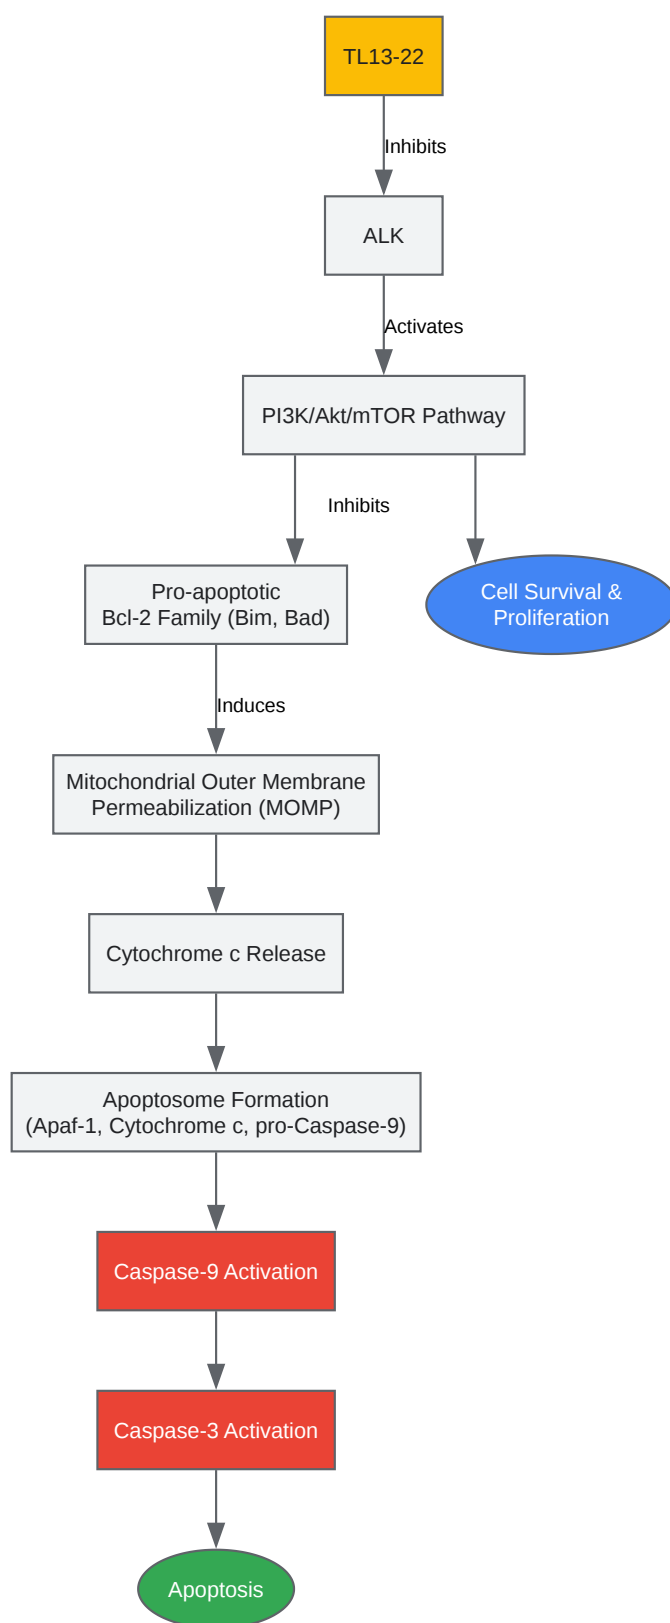 TL13-22
Inhibits
ALK
Activates
PI3K/Akt/mTOR Pathway
Inhibits
Pro-apoptotic
Bcl-2 Family (Bim, Bad)
Cell Survival &
Proliferation
Induces
Mitochondrial Outer Membrane
Permeabilization (MOMP)
Cytochrome c Release
Apoptosome Formation
(Apaf-1, Cytochrome c, pro-Caspase-9)
Caspase-9 Activation
Caspase-3 Activation
Apoptosis